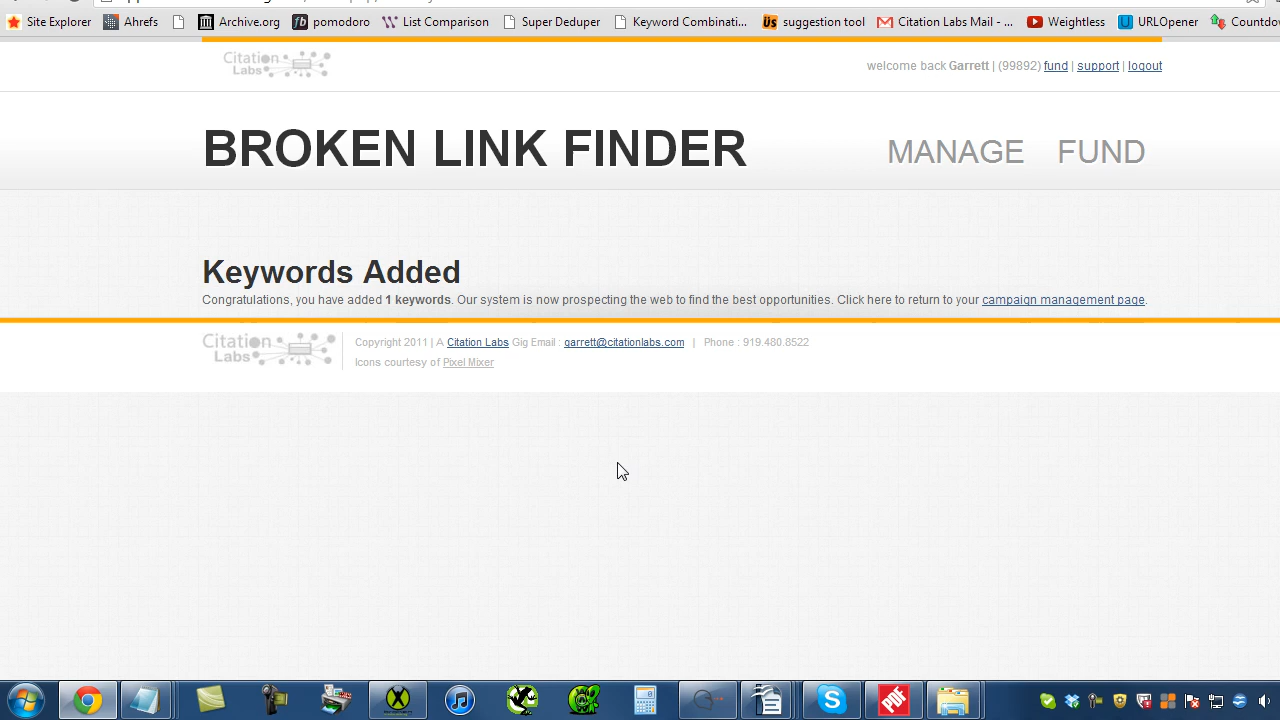 Site Explorer Ahrefs Archive.org pomodoro List Comparison Super Deduper Keyword Combinati... suggestion tool Citation Labs Mail - ... Weightless URLOpener Countdo
Citation Labs
welcome back Garrett | (99892) fund | support | logout
BROKEN LINK FINDER MANAGE FUND
Keywords Added
Congratulations, you have added 1 keywords. Our system is now prospecting the web to find the best opportunities. Click here to return to your campaign management page.
Citation Labs
Copyright 2011 | A Citation Labs Gig Email : garrett@citationlabs.com | Phone : 919.480.8522
Icons courtesy of Pixel Mixer